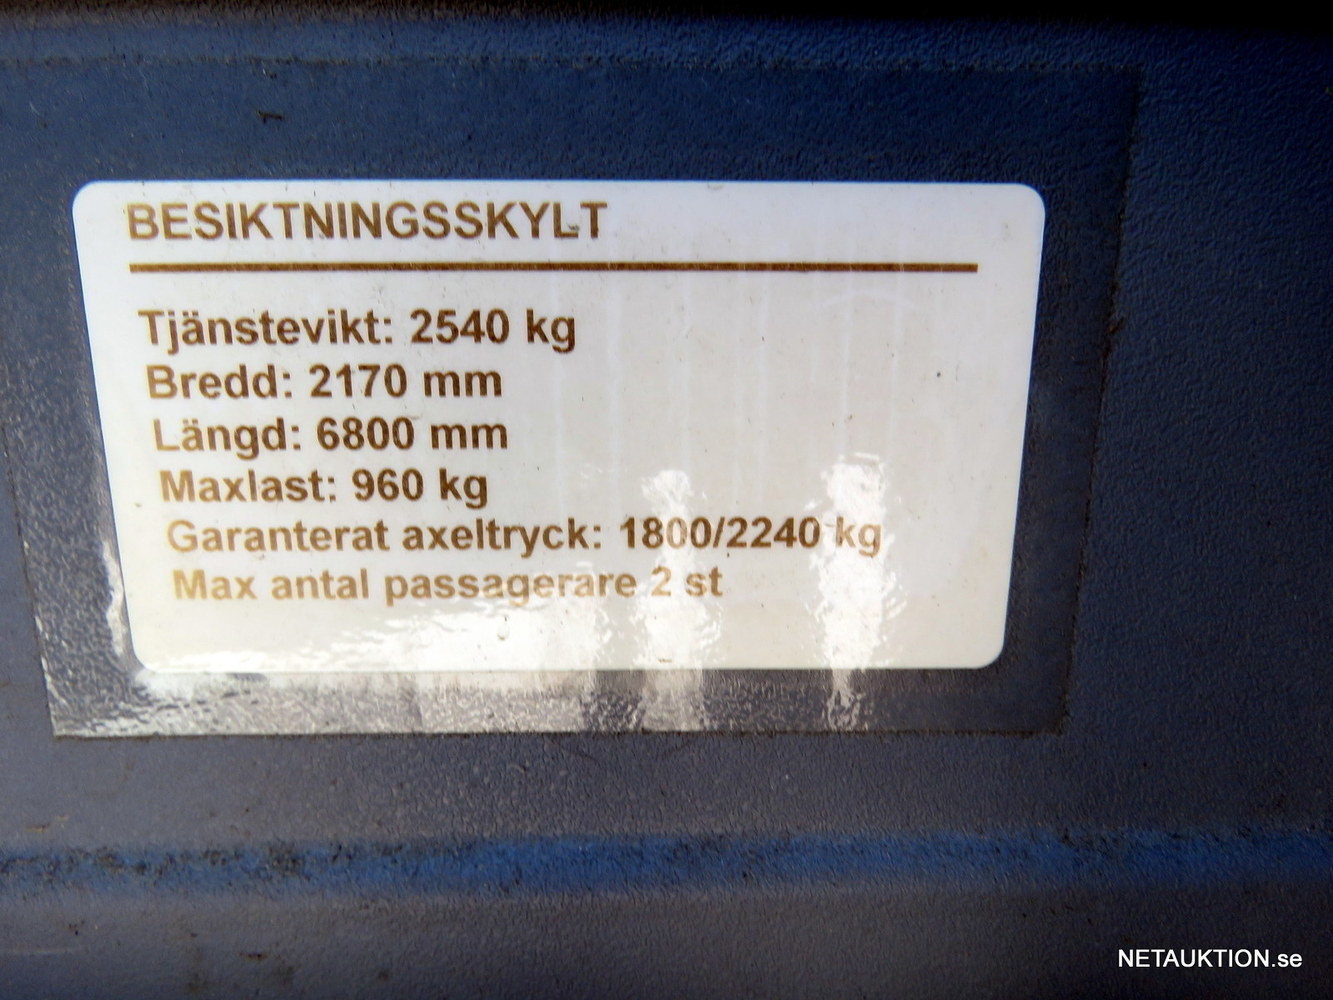 BESIKTNINGSSKYLT
Tjänstevikt: 2540 kg
Bredd: 2170 mm
Längd: 6800 mm
Maxlast: 960 kg
Garanterat axeltryck: 1800/2240 kg
Max antal passagerare 2 st
NETAUKTION.se